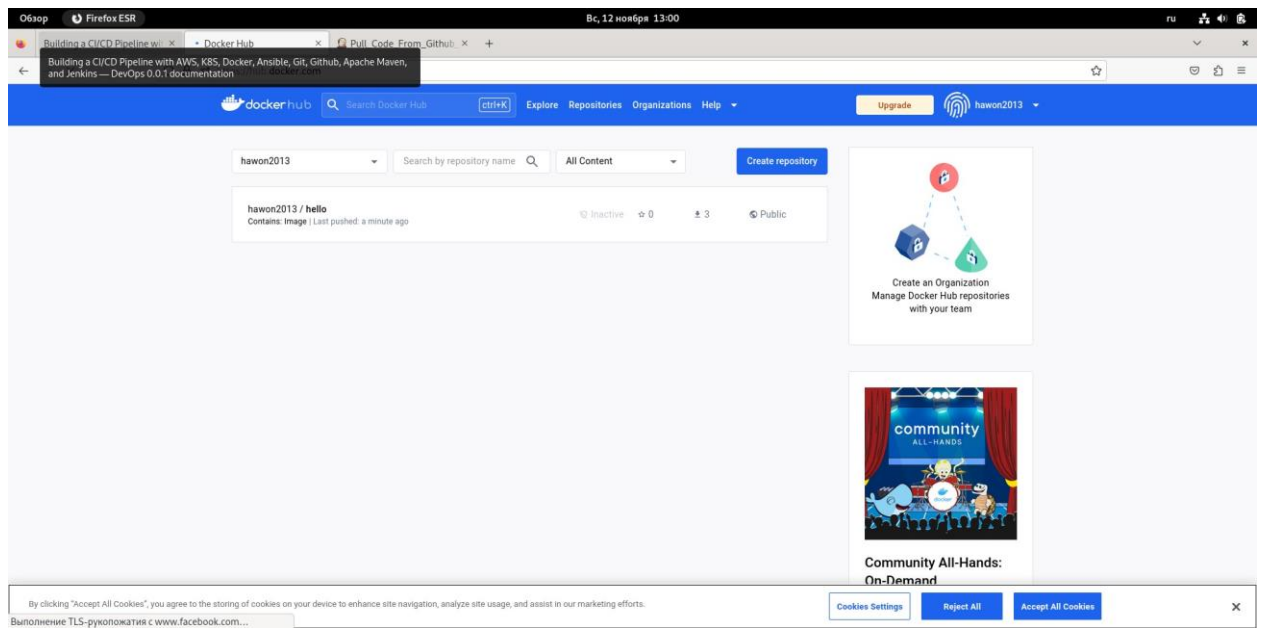 Обзор Firefox ESR Вс, 12 ноября 13:00 ru
Building a CI/CD Pipeline wit × • Docker Hub × Pull_Code_From_Github_ × +
Building a CI/CD Pipeline with AWS, K8S, Docker, Ansible, Git, Github, Apache Maven,
and Jenkins — DevOps 0.0.1 documentation
dockerhub Search Docker Hub ctrl+K Explore Repositories Organizations Help Upgrade hawon2013
hawon2013 Search by repository name All Content Create repository
hawon2013 / hello Inactive 0 3 Public
Contains: Image | Last pushed: a minute ago
Create an Organization
Manage Docker Hub repositories
with your team
community
ALL-HANDS
docker
Community All-Hands:
On-Demand
By clicking "Accept All Cookies", you agree to the storing of cookies on your device to enhance site navigation, analyze site usage, and assist in our marketing efforts. Cookies Settings Reject All Accept All Cookies
Выполнение TLS-рукопожатия с www.facebook.com...